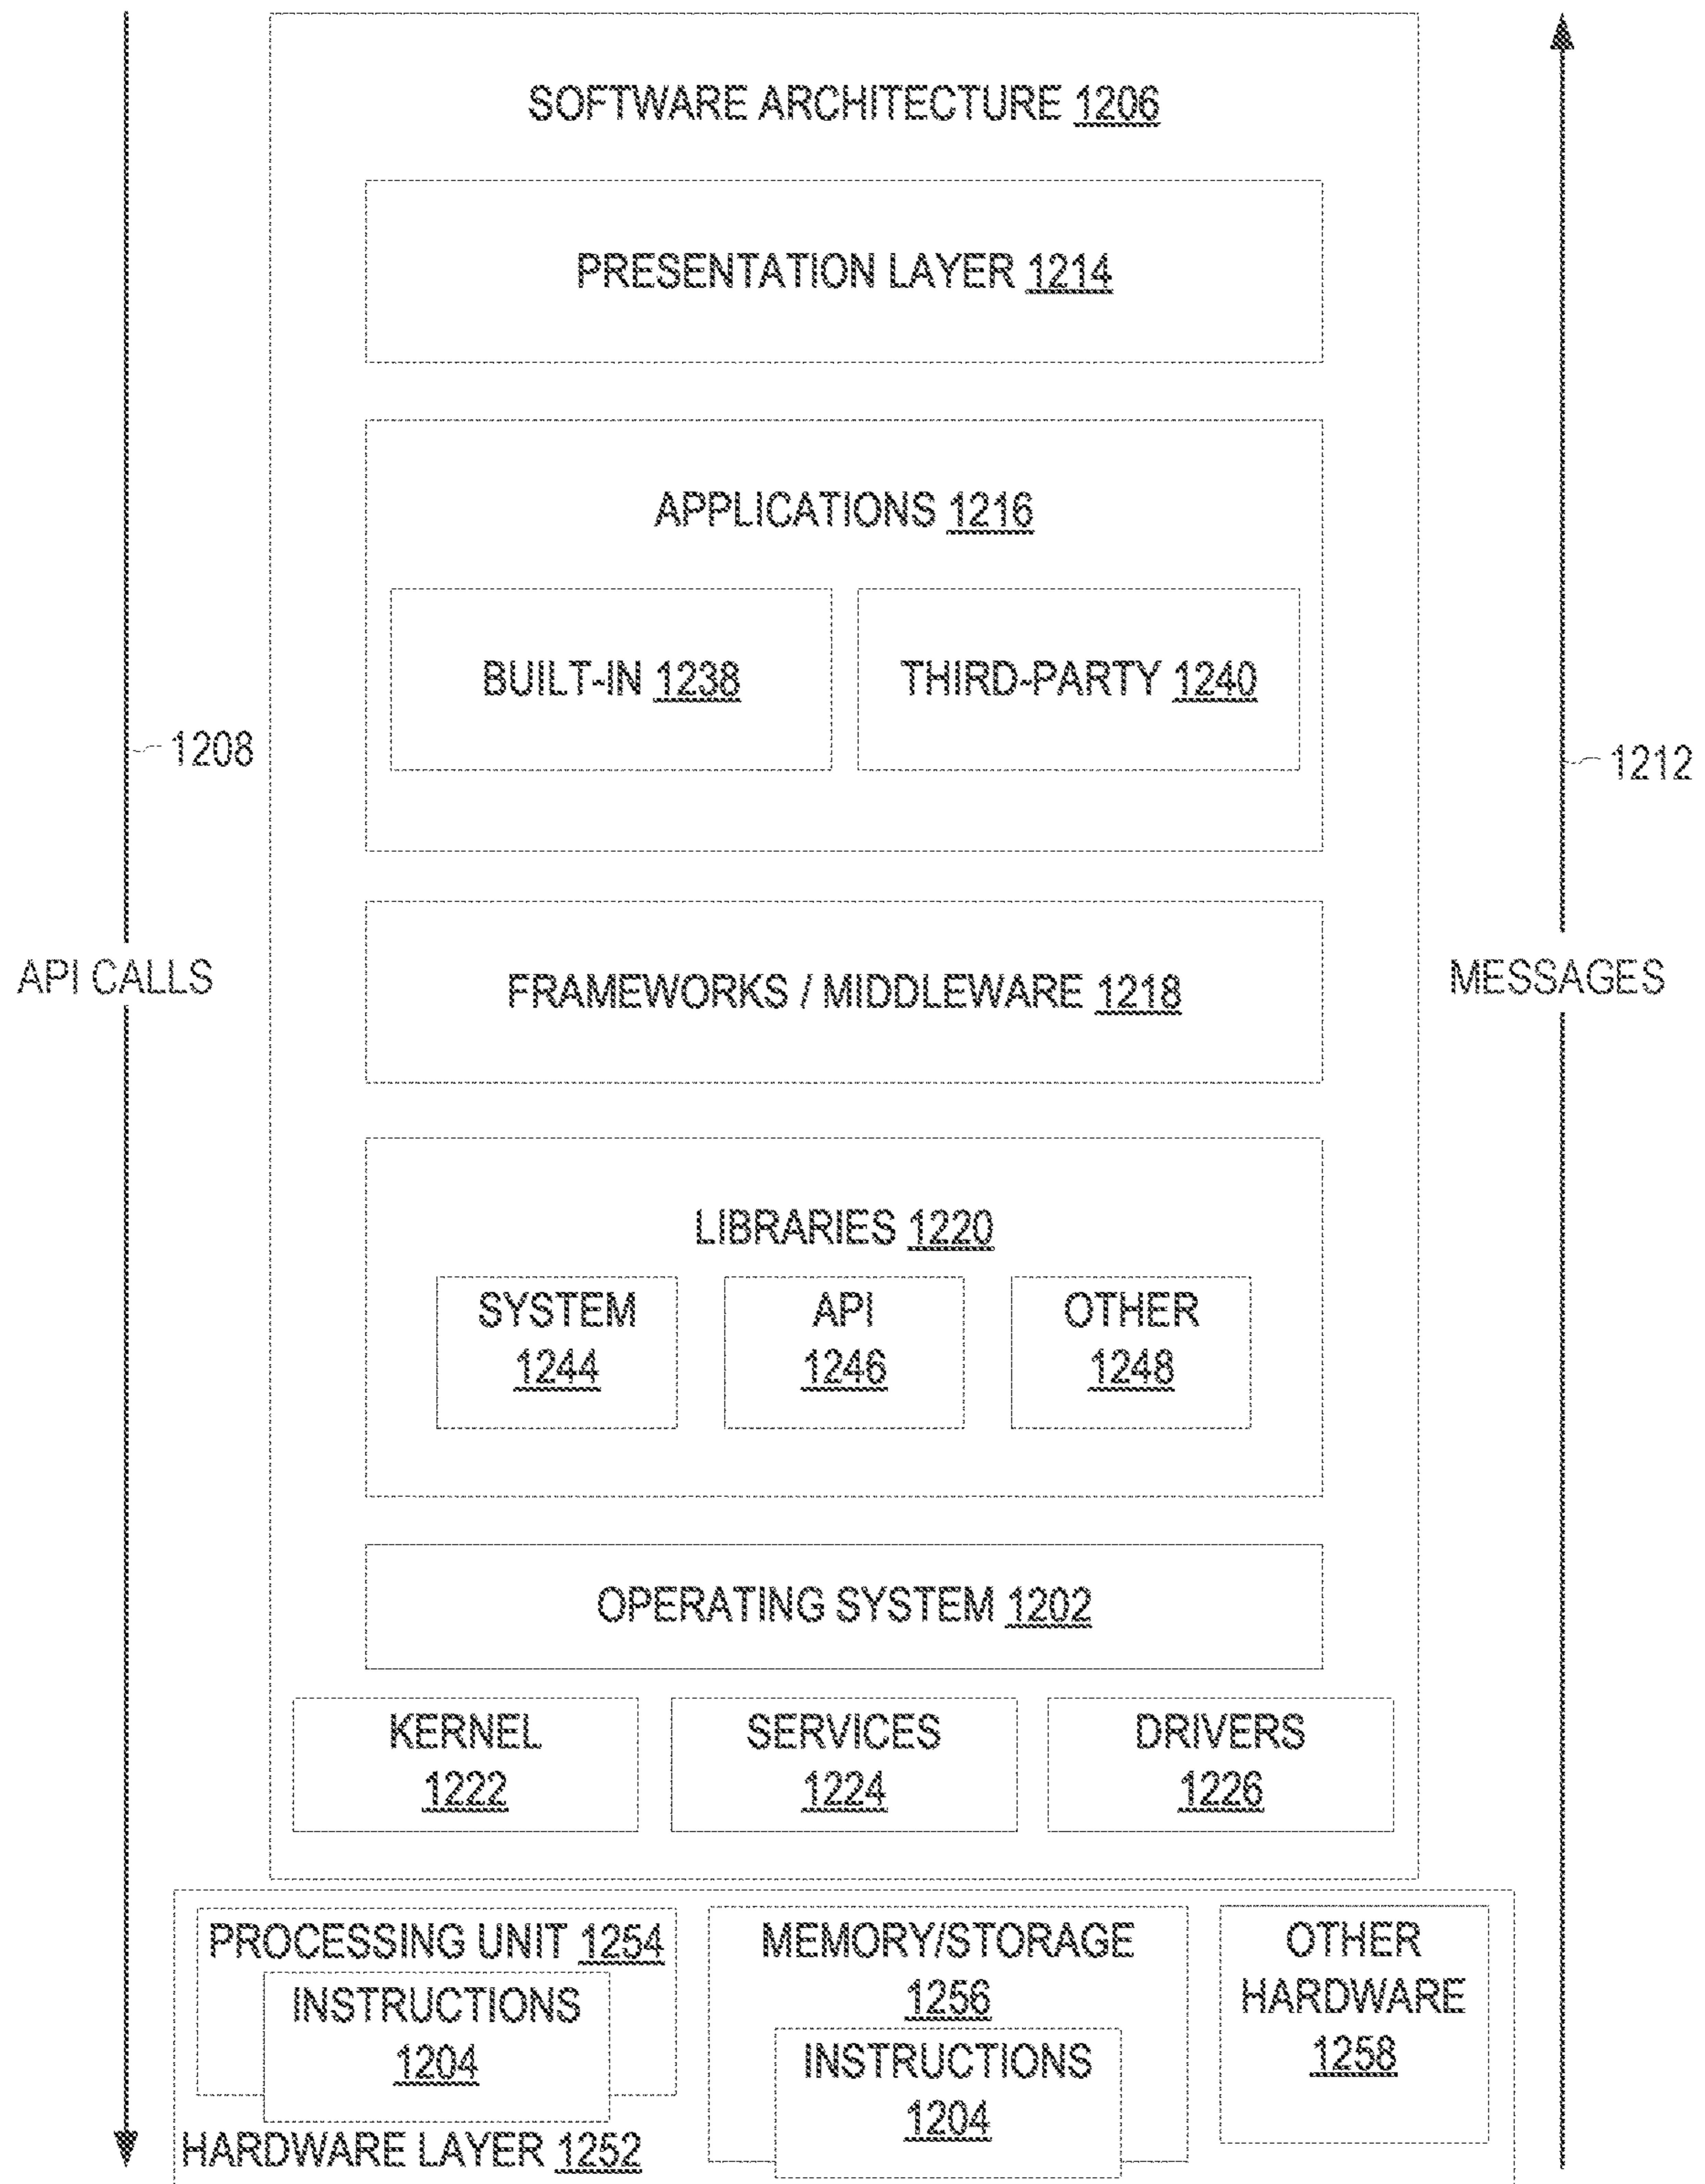 SOFTWARE ARCHITECTURE 1206
PRESENTATION LAYER 1214
APPLICATIONS 1216
BUILT-IN 1238
THIRD-PARTY 1240
1208
1212
API CALLS
FRAMEWORKS / MIDDLEWARE 1218
MESSAGES
LIBRARIES 1220
SYSTEM
1244
API
1246
OTHER
1248
OPERATING SYSTEM 1202
KERNEL
1222
SERVICES
1224
DRIVERS
1226
PROCESSING UNIT 1254
INSTRUCTIONS
1204
MEMORY/STORAGE
1256
INSTRUCTIONS
1204
OTHER
HARDWARE
1258
HARDWARE LAYER 1252